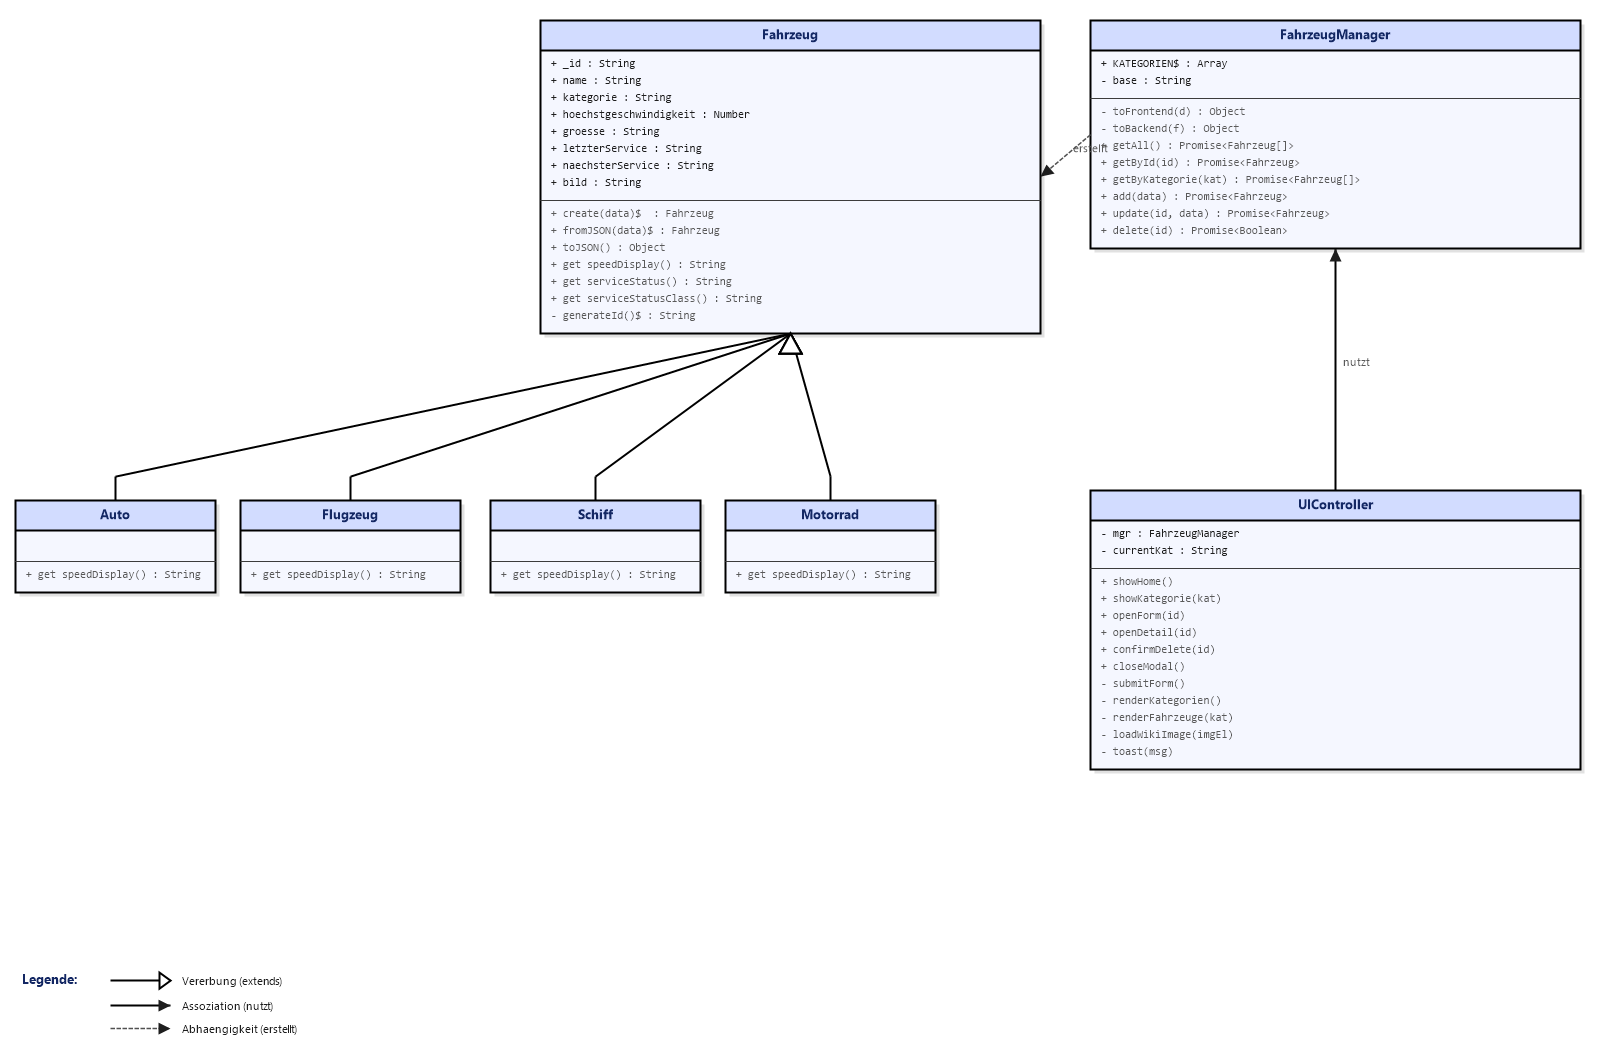 Fahrzeug
+ _id : String
+ name : String
+ kategorie : String
+ hoechstgeschwindigkeit : Number
+ groesse : String
+ letzterService : String
+ naechsterService : String
+ bild : String
+ create(data)$  : Fahrzeug
+ fromJSON(data)$ : Fahrzeug
+ toJSON() : Object
+ get speedDisplay() : String
+ get serviceStatus() : String
+ get serviceStatusClass() : String
- generateId()$ : String
FahrzeugManager
+ KATEGORIEN$ : Array
- base : String
- toFrontend(d) : Object
- toBackend(f) : Object
+ getAll() : Promise<Fahrzeug[]>
+ getById(id) : Promise<Fahrzeug>
+ getByKategorie(kat) : Promise<Fahrzeug[]>
+ add(data) : Promise<Fahrzeug>
+ update(id, data) : Promise<Fahrzeug>
+ delete(id) : Promise<Boolean>
erstellt
nutzt
Auto
+ get speedDisplay() : String
Flugzeug
+ get speedDisplay() : String
Schiff
+ get speedDisplay() : String
Motorrad
+ get speedDisplay() : String
UIController
- mgr : FahrzeugManager
- currentKat : String
+ showHome()
+ showKategorie(kat)
+ openForm(id)
+ openDetail(id)
+ confirmDelete(id)
+ closeModal()
- submitForm()
- renderKategorien()
- renderFahrzeuge(kat)
- loadWikiImage(imgEl)
- toast(msg)
Legende:
Vererbung (extends)
Assoziation (nutzt)
Abhaengigkeit (erstellt)